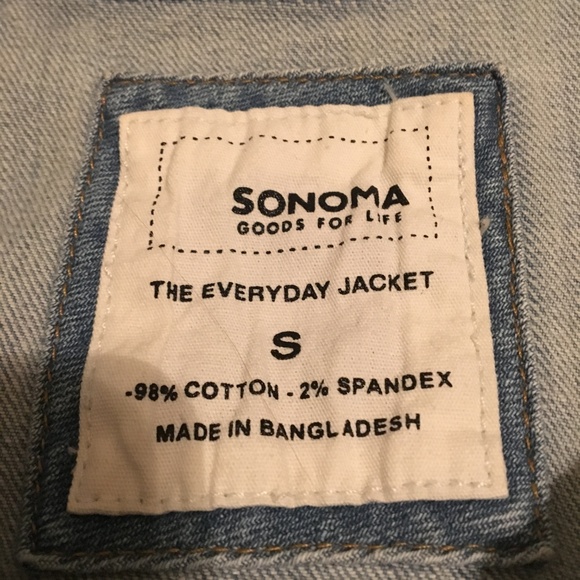 SONOMA
GOODS FOR LIFE
THE EVERYDAY JACKET
S
-98% COTTON - 2% SPANDEX
MADE IN BANGLADESH